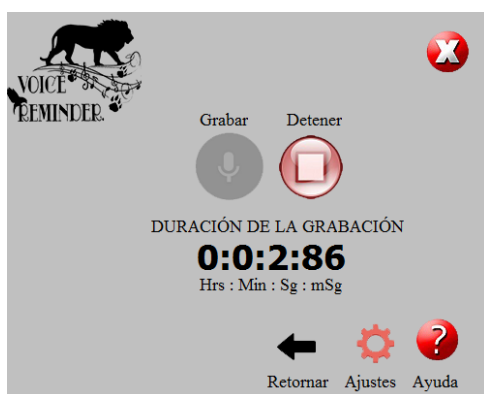 VOICE
REMINDER.
X
Grabar Detener
DURACIÓN DE LA GRABACIÓN
0:0:2:86
Hrs : Min : Sg : mSg
?
Retornar Ajustes Ayuda